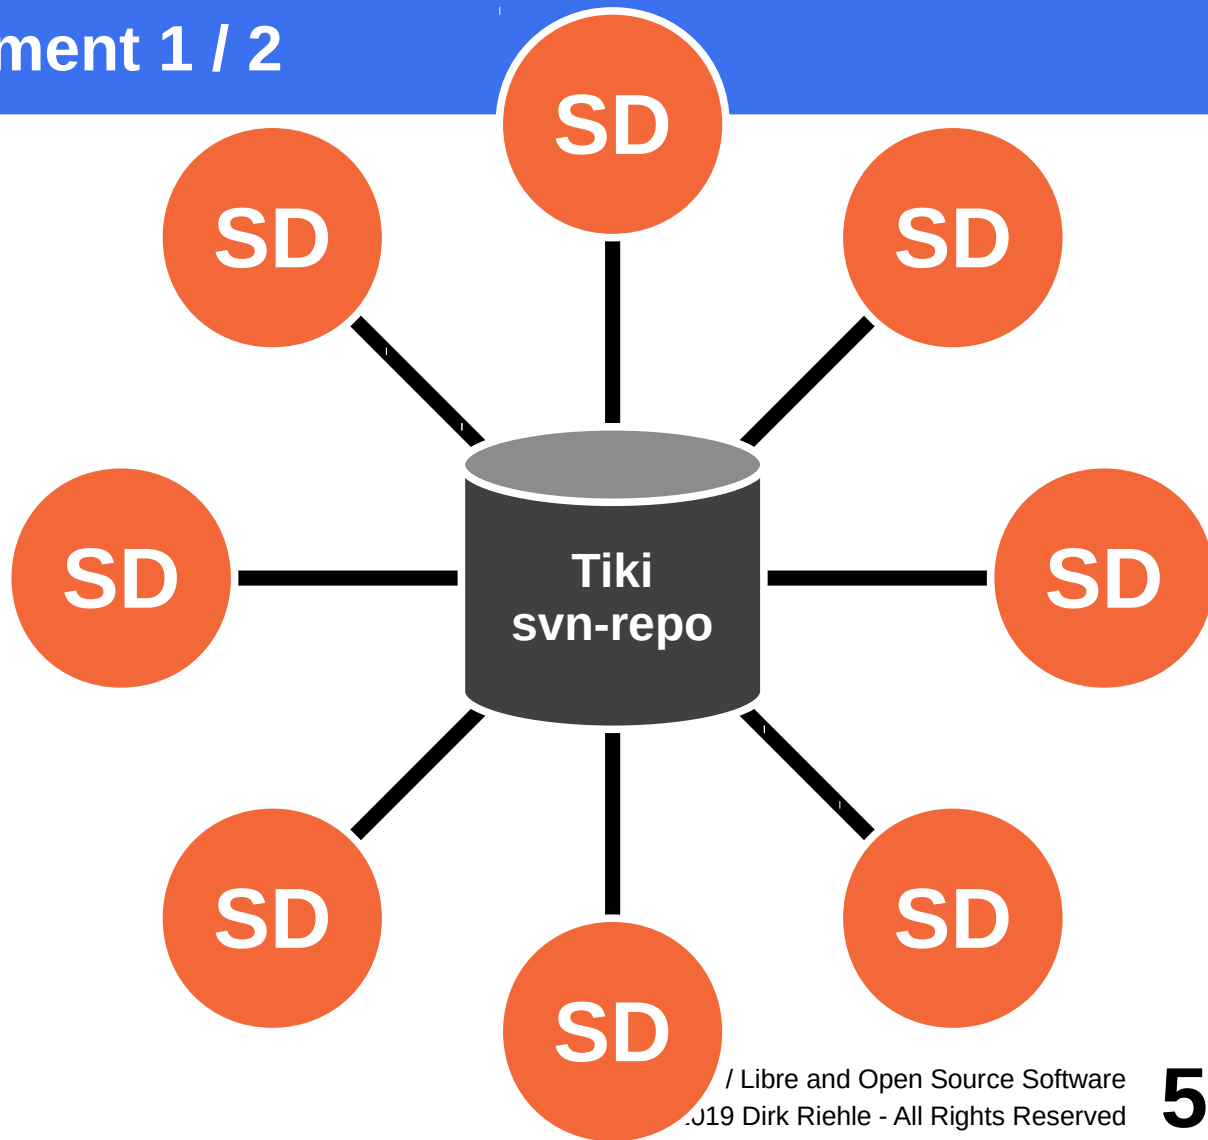 ment 1 / 2
SD
SD
SD
SD
Tiki
svn-repo
SD
SD
SD
SD
/ Libre and Open Source Software
019 Dirk Riehle - All Rights Reserved
5